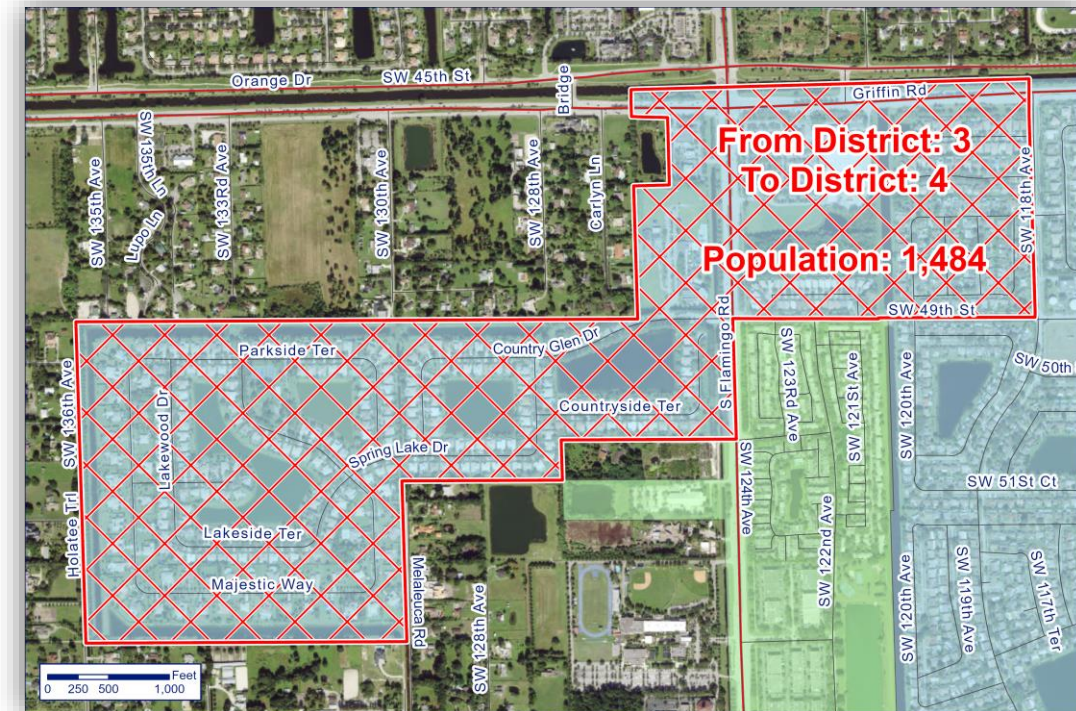 Orange Dr
SW 45th St
Bridge
Griffin Rd
From District: 3
To District: 4
Population: 1,484
SW 135th Ave
SW 135th Ln
Lupo Ln
SW 133Rd Ave
SW 130th Ave
SW 128th Ave
Carlyn Ln
SW 118th Ave
SW 49th St
S Flamingo Rd
Parkside Ter
Country Glen Dr
SW 50th
SW 136th Ave
Lakewood Dr
Countryside Ter
SW 123Rd Ave
SW 121St Ave
SW 120th Ave
Spring Lake Dr
SW 51St Ct
SW 124th Ave
SW 122nd Ave
Holatee Trl
Lakeside Ter
Majestic Way
Melaleuca Rd
SW 128th Ave
SW 120th Ave
SW 119th Ave
SW 117th Ter
Feet
0 250 500 1,000